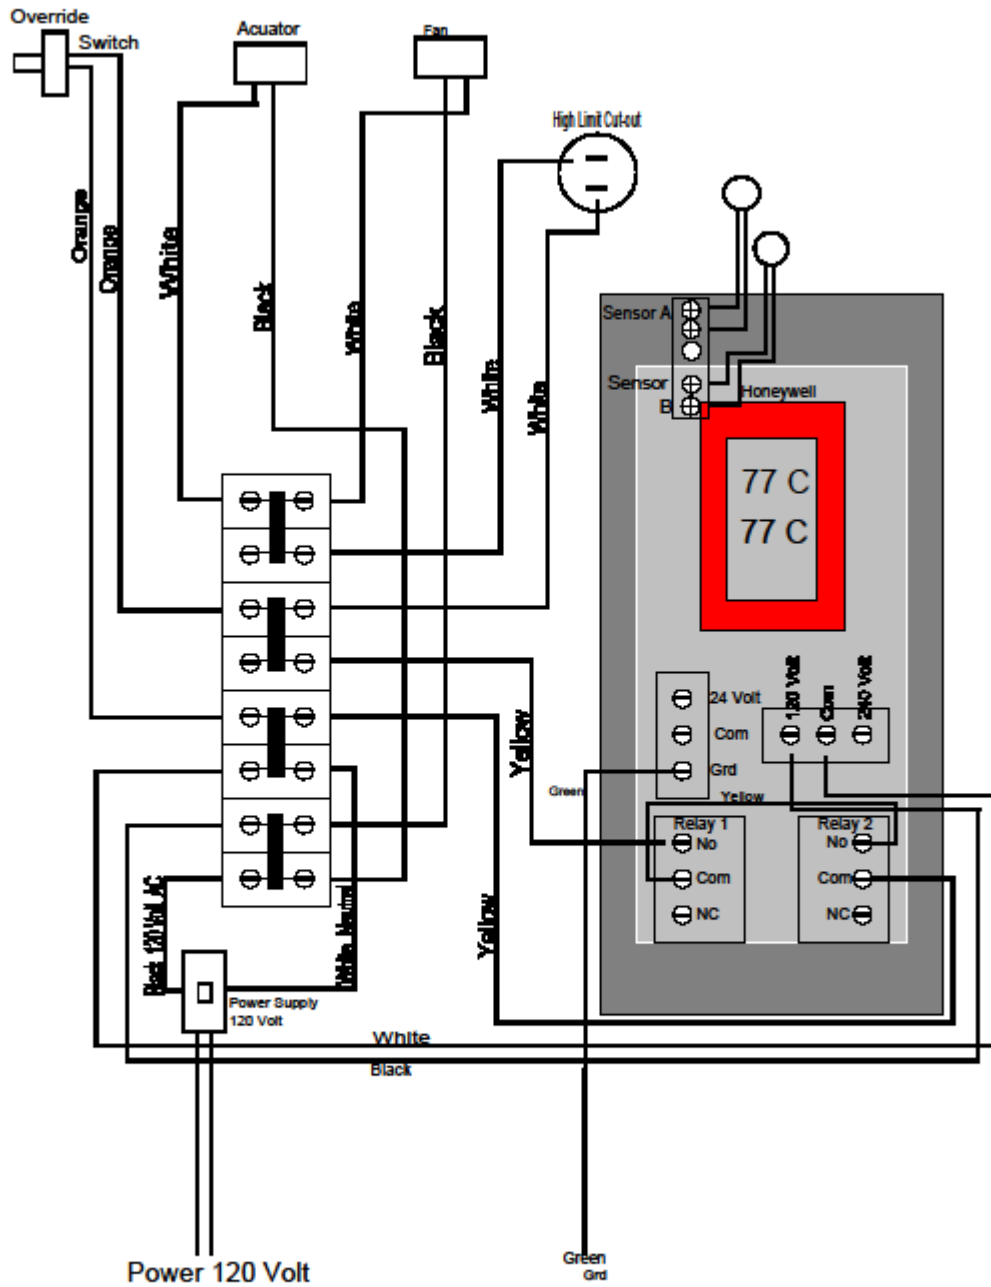 Override
Switch
Acuator
Fan
High Limit Cut-out
Orange
Orange
White
Black
White
Black
White
White
Sensor A
Sensor
B
Honeywell
77 C
77 C
24 Volt
Com
Grd
120 Volt
Com
240 Volt
Yellow
Green
Yellow
Relay 1
No
Com
NC
Relay 2
No
Com
NC
Yellow
Black 120 Volt AC
White Neutral
Power Supply
120 Volt
White
Black
Power 120 Volt
Green
Grd